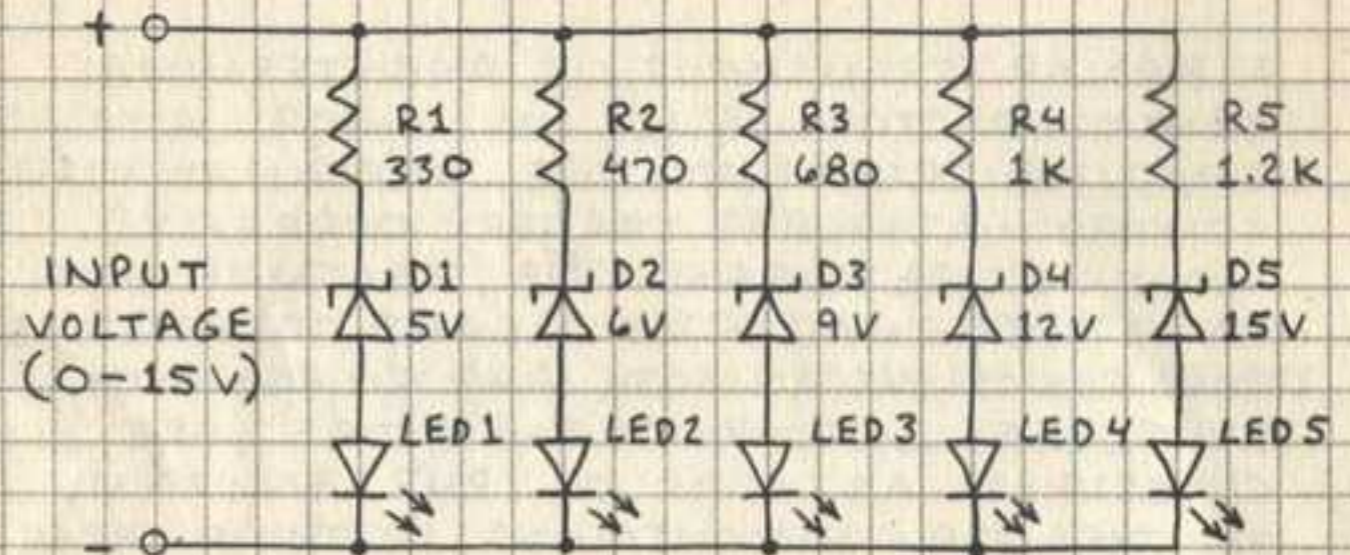 +
R1
330
R2
470
R3
680
R4
1K
R5
1.2K
INPUT
VOLTAGE
(0-15V)
D1
5V
D2
6V
D3
9V
D4
12V
D5
15V
LED1
LED2
LED3
LED4
LED5
-